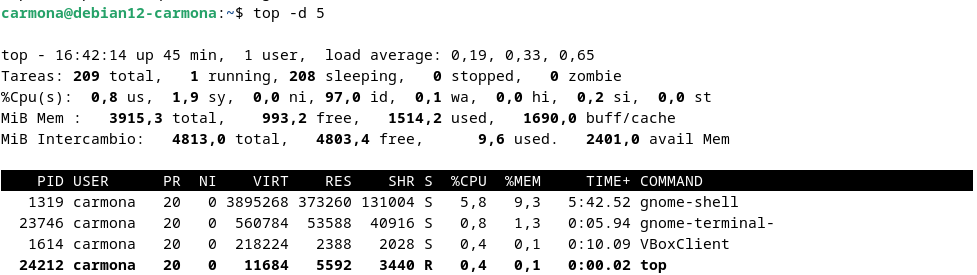 carmona@debian12-carmona:~$ top -d 5
top - 16:42:14 up 45 min,  1 user,  load average: 0,19, 0,33, 0,65
Tareas: 209 total,   1 running, 208 sleeping,   0 stopped,   0 zombie
%Cpu(s):  0,8 us,  1,9 sy,  0,0 ni, 97,0 id,  0,1 wa,  0,0 hi,  0,2 si,  0,0 st
MiB Mem :   3915,3 total,    993,2 free,   1514,2 used,   1690,0 buff/cache
MiB Intercambio:   4813,0 total,   4803,4 free,      9,6 used.   2401,0 avail Mem
    PID USER      PR  NI    VIRT    RES    SHR S  %CPU  %MEM     TIME+ COMMAND
   1319 carmona   20   0 3895268 373260 131004 S   5,8   9,3   5:42.52 gnome-shell
  23746 carmona   20   0  560784  53588  40916 S   0,8   1,3   0:05.94 gnome-terminal-
   1614 carmona   20   0  218224   2388   2028 S   0,4   0,1   0:10.09 VBoxClient
  24212 carmona   20   0   11684   5592   3440 R   0,4   0,1   0:00.02 top